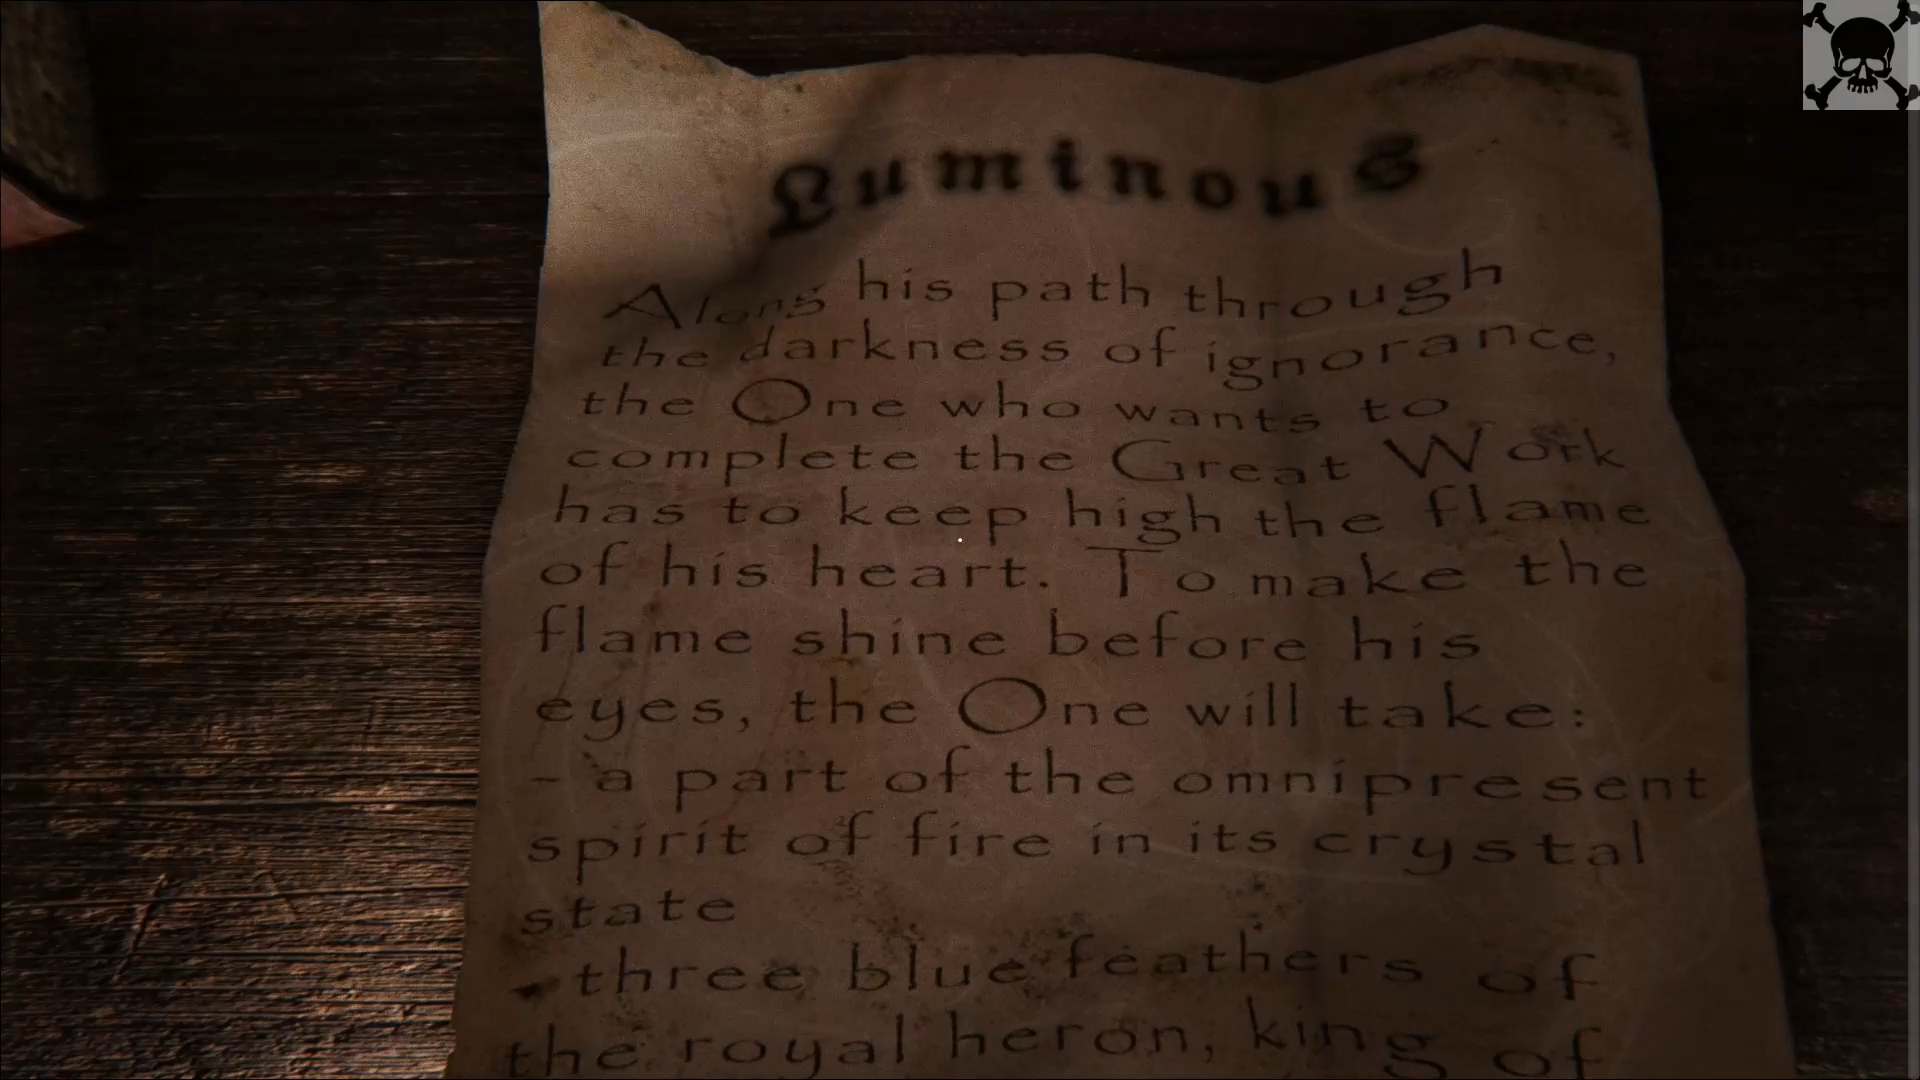 Luminous
Along his path through
the darkness of ignorance,
the One who wants to
complete the Great Work
has to keep high the flame
of his heart. To make the
flame shine before his
eyes, the One will take:
- a part of the omnipresent
spirit of fire in its crystal
state
- three blue feathers of
the royal heron, king of